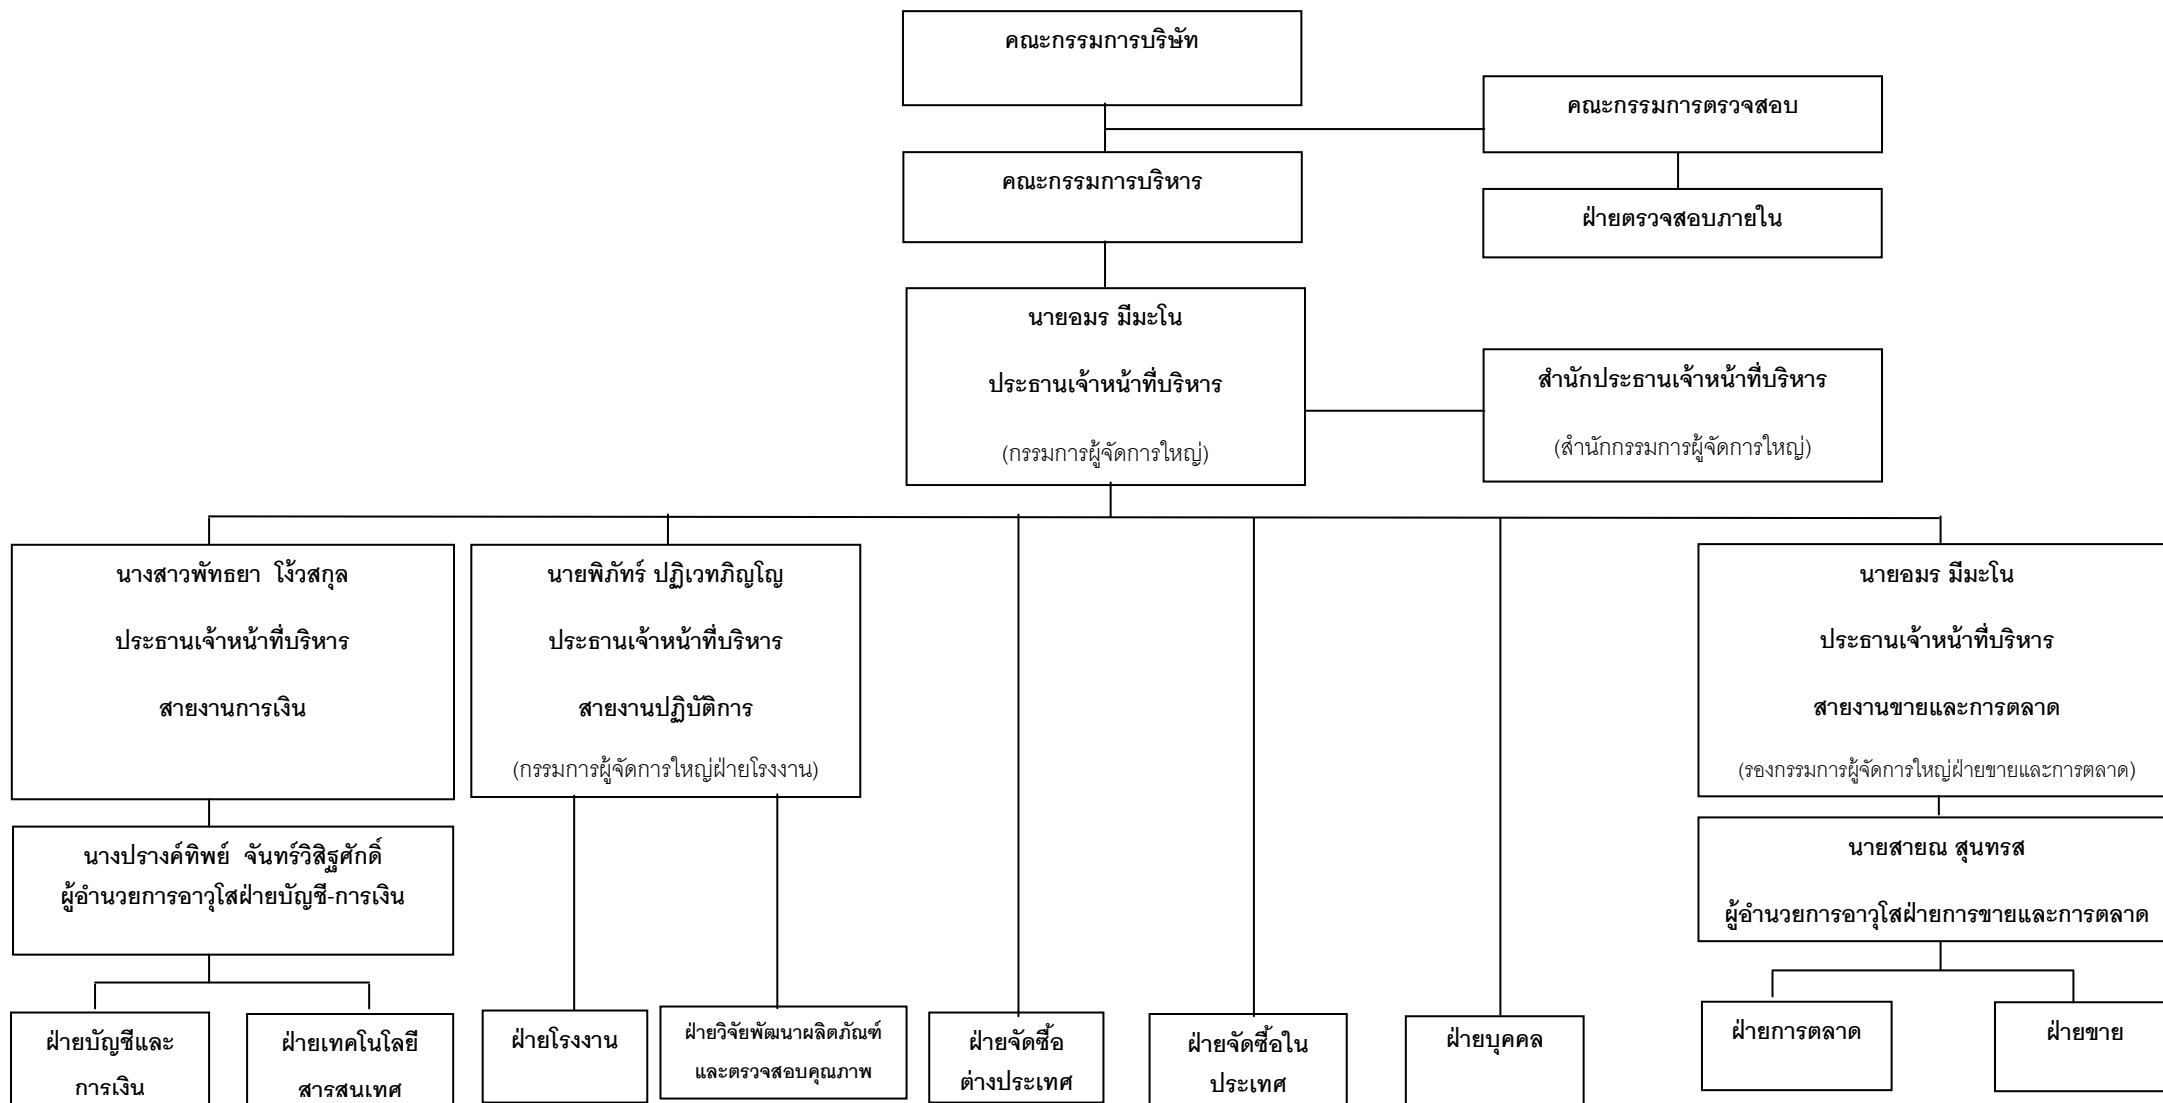 คณะกรรมการบริษัท
คณะกรรมการตรวจสอบ
คณะกรรมการบริหาร
ฝ่ายตรวจสอบภายใน
นายอมร มีมะโน
ประธานเจ้าหน้าที่บริหาร
(กรรมการผู้จัดการใหญ่)
สำนักประธานเจ้าหน้าที่บริหาร
(สำนักกรรมการผู้จัดการใหญ่)
นางสาวพัทธยา โง้วสกุล
ประธานเจ้าหน้าที่บริหาร
สายงานการเงิน
นายพิภัทร์ ปฏิเวทภิญโญ
ประธานเจ้าหน้าที่บริหาร
สายงานปฏิบัติการ
(กรรมการผู้จัดการใหญ่ฝ่ายโรงงาน)
นายอมร มีมะโน
ประธานเจ้าหน้าที่บริหาร
สายงานขายและการตลาด
(รองกรรมการผู้จัดการใหญ่ฝ่ายขายและการตลาด)
นางปรางค์ทิพย์ จันทร์วิสิฐศักดิ์
ผู้อำนวยการอาวุโสฝ่ายบัญชี-การเงิน
นายสายณ สุนทรส
ผู้อำนวยการอาวุโสฝ่ายการขายและการตลาด
ฝ่ายบัญชีและ
การเงิน
ฝ่ายเทคโนโลยี
สารสนเทศ
ฝ่ายโรงงาน
ฝ่ายวิจัยพัฒนาผลิตภัณฑ์
และตรวจสอบคุณภาพ
ฝ่ายจัดซื้อ
ต่างประเทศ
ฝ่ายจัดซื้อใน
ประเทศ
ฝ่ายบุคคล
ฝ่ายการตลาด
ฝ่ายขาย